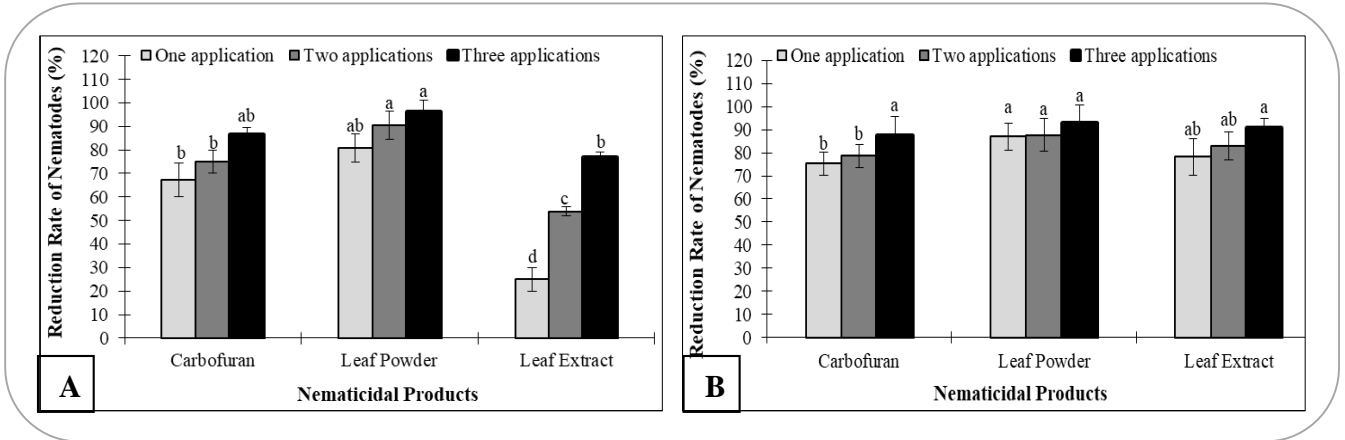 One application Two applications Three applications
Reduction Rate of Nematodes (%)
120
110
100
90
80
70
60
50
40
30
20
10
0
b b ab
ab a a
d c b
Carbofuran Leaf Powder Leaf Extract
Nematicidal Products
A
One application Two applications Three applications
Reduction Rate of Nematodes (%)
120
110
100
90
80
70
60
50
40
30
20
10
0
b b a
a a a
ab ab a
Carbofuran Leaf Powder Leaf Extract
Nematicidal Products
B